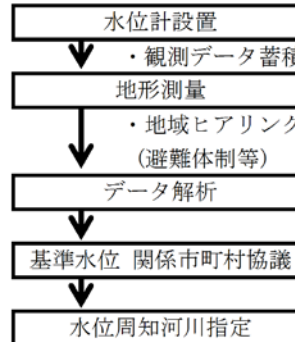 水位計設置
・観測データ蓄積
地形測量
・地域ヒアリング
(避難体制等)
データ解析
基準水位 関係市町村協議
水位周知河川指定